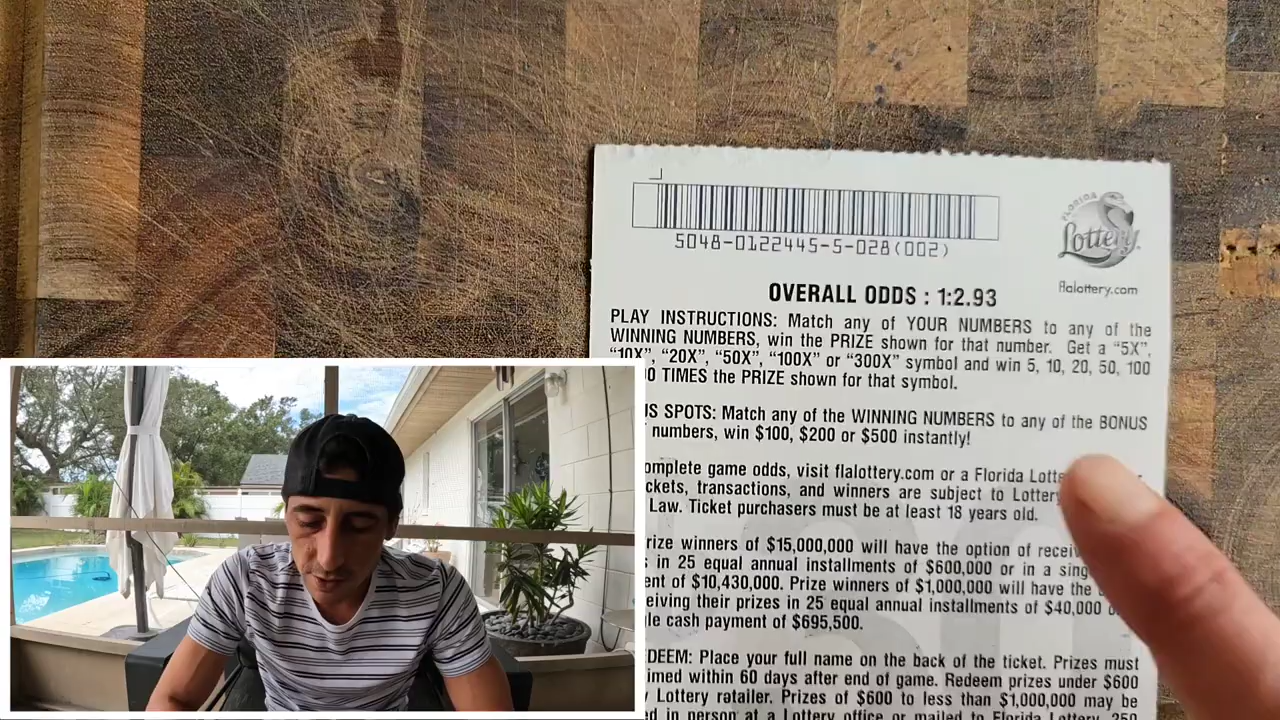 5048-0122445-5-028(002)
FLORIDA
Lottery
flalottery.com
OVERALL ODDS : 1:2.93
PLAY INSTRUCTIONS: Match any of YOUR NUMBERS to any of the
WINNING NUMBERS, win the PRIZE shown for that number. Get a "5X",
"10X", "20X", "50X", "100X" or "300X" symbol and win 5, 10, 20, 50, 100
0 TIMES the PRIZE shown for that symbol.
US SPOTS: Match any of the WINNING NUMBERS to any of the BONUS
numbers, win $100, $200 or $500 instantly!
omplete game odds, visit flalottery.com or a Florida Lotte
ckets, transactions, and winners are subject to Lottery
Law. Ticket purchasers must be at least 18 years old.
rize winners of $15,000,000 will have the option of receiv
in 25 equal annual installments of $600,000 or in a sing
ent of $10,430,000. Prize winners of $1,000,000 will have the
eiving their prizes in 25 equal annual installments of $40,000
le cash payment of $695,500.
DEEM: Place your full name on the back of the ticket. Prizes must
imed within 60 days after end of game. Redeem prizes under $600
Lottery retailer. Prizes of $600 to less than $1,000,000 may be
ed in person at a Lottery office or mailed to Florida Lottery, 250